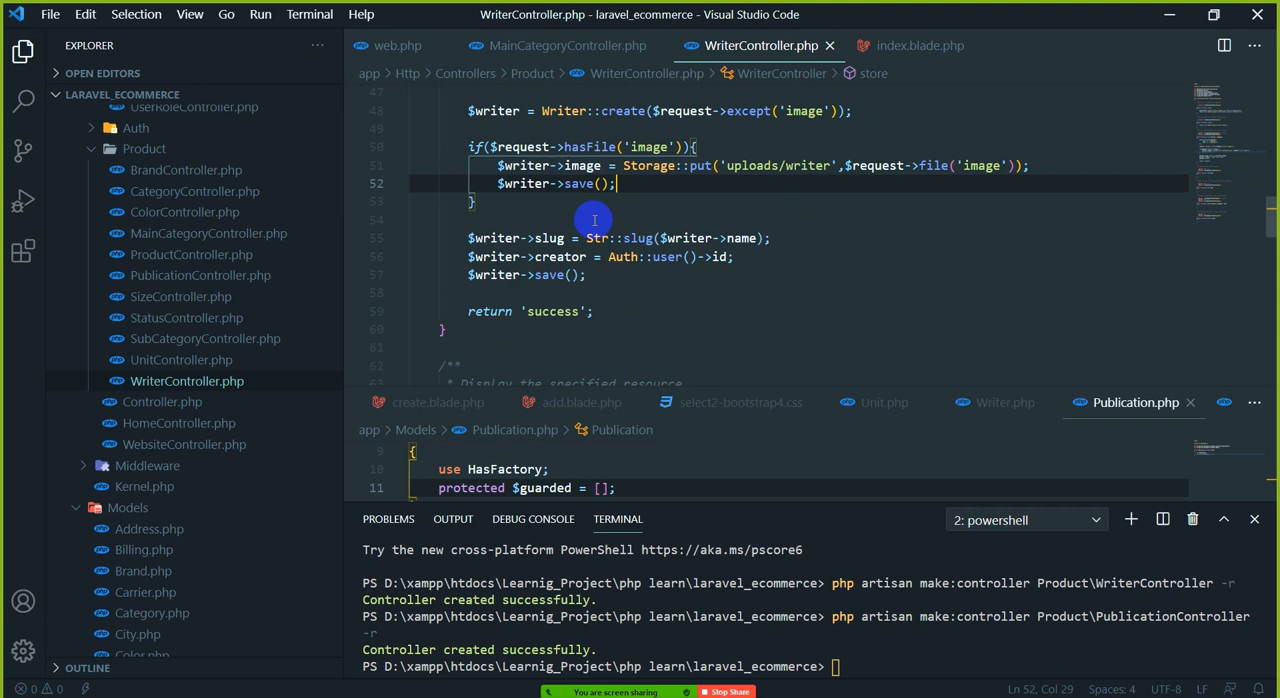 File Edit Selection View Go Run Terminal Help
WriterController.php - laravel_ecommerce - Visual Studio Code
EXPLORER
OPEN EDITORS
LARAVEL_ECOMMERCE
UserRoleController.php
Auth
Product
BrandController.php
CategoryController.php
ColorController.php
MainCategoryController.php
ProductController.php
PublicationController.php
SizeController.php
StatusController.php
SubCategoryController.php
UnitController.php
WriterController.php
Controller.php
HomeController.php
WebsiteController.php
Middleware
Kernel.php
Models
Address.php
Billing.php
Brand.php
Carrier.php
Category.php
City.php
Color.php
OUTLINE
web.php MainCategoryController.php WriterController.php index.blade.php
app > Http > Controllers > Product > WriterController.php > WriterController > store
47
48 $writer = Writer::create($request->except('image'));
49
50 if($request->hasFile('image')){
51 $writer->image = Storage::put('uploads/writer',$request->file('image'));
52 $writer->save();
53 }
54
55 $writer->slug = Str::slug($writer->name);
56 $writer->creator = Auth::user()->id;
57 $writer->save();
58
59 return 'success';
60 }
61
62 /**
63 * Display the specified resource
create.blade.php add.blade.php select2-bootstrap4.css Unit.php Writer.php Publication.php
app > Models > Publication.php > Publication
9 {
10 use HasFactory;
11 protected $guarded = [];
PROBLEMS OUTPUT DEBUG CONSOLE TERMINAL 2: powershell
Try the new cross-platform PowerShell https://aka.ms/pscore6
PS D:\xampp\htdocs\Learnig_Project\php learn\laravel_ecommerce> php artisan make:controller Product\WriterController -r
Controller created successfully.
PS D:\xampp\htdocs\Learnig_Project\php learn\laravel_ecommerce> php artisan make:controller Product\PublicationController
-r
Controller created successfully.
PS D:\xampp\htdocs\Learnig_Project\php learn\laravel_ecommerce>
0 0
You are screen sharing Stop Share
Ln 52, Col 29 Spaces: 4 UTF-8 LF